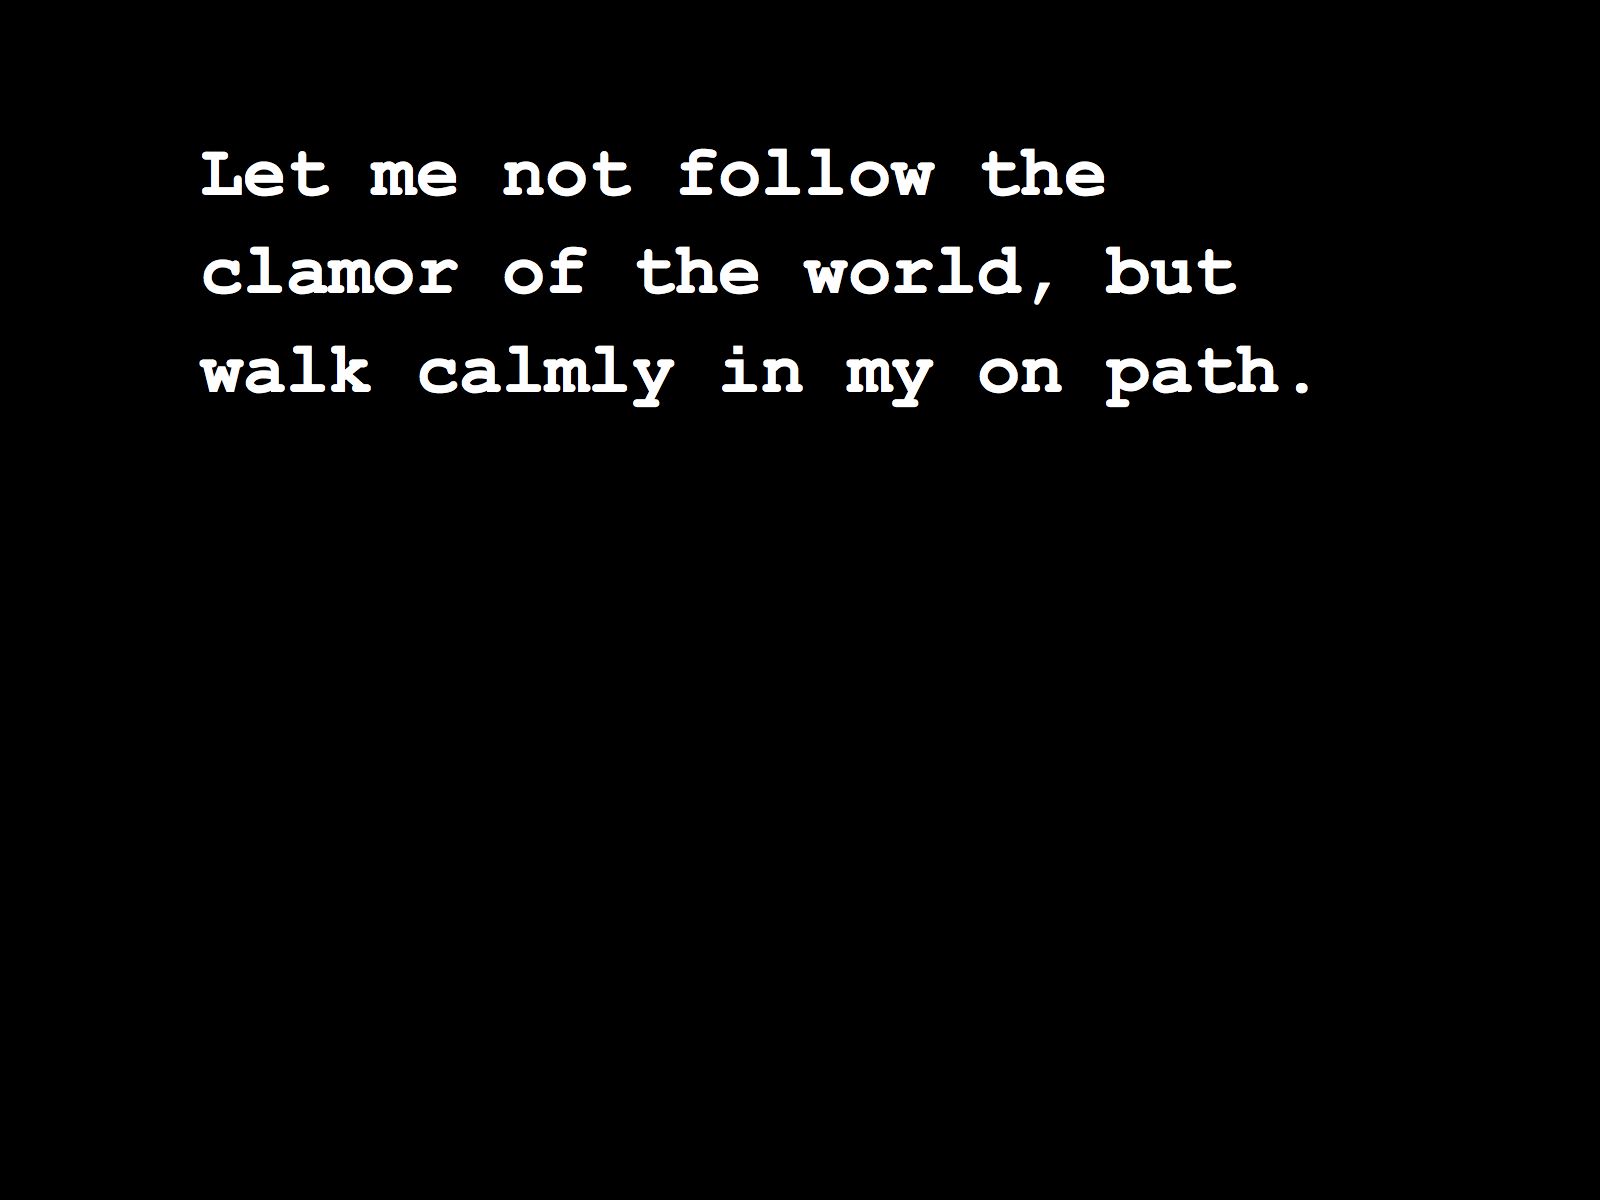 Let me not follow the
clamor of the world, but
walk calmly in my on path.